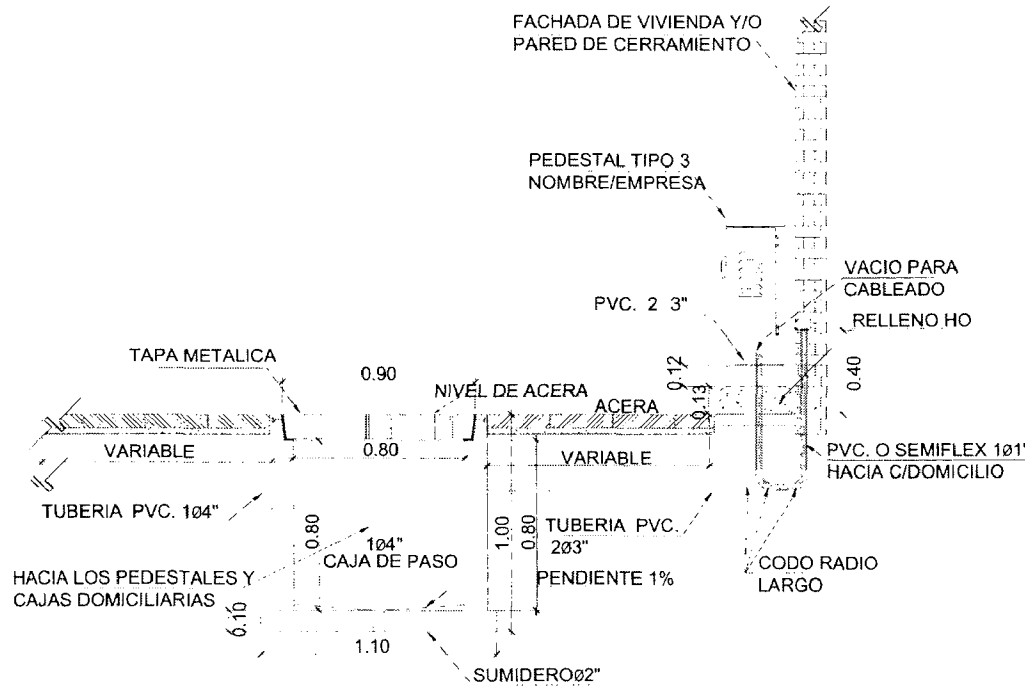 FACHADA DE VIVIENDA Y/O
PARED DE CERRAMIENTO
PEDESTAL TIPO 3
NOMBRE/EMPRESA
VACIO PARA
CABLEADO
PVC. 2 3"
RELLENO HO
TAPA METALICA
0.90
0.12
0.40
NIVEL DE ACERA
ACERA
0.13
VARIABLE
0.80
VARIABLE
PVC. O SEMIFLEX 1Ø1"
HACIA C/DOMICILIO
TUBERIA PVC. 1Ø4"
0.80
1Ø4"
CAJA DE PASO
1.00
0.80
TUBERIA PVC.
2Ø3"
PENDIENTE 1%
CODO RADIO
LARGO
HACIA LOS PEDESTALES Y
CAJAS DOMICILIARIAS
0.10
1.10
SUMIDEROØ2"